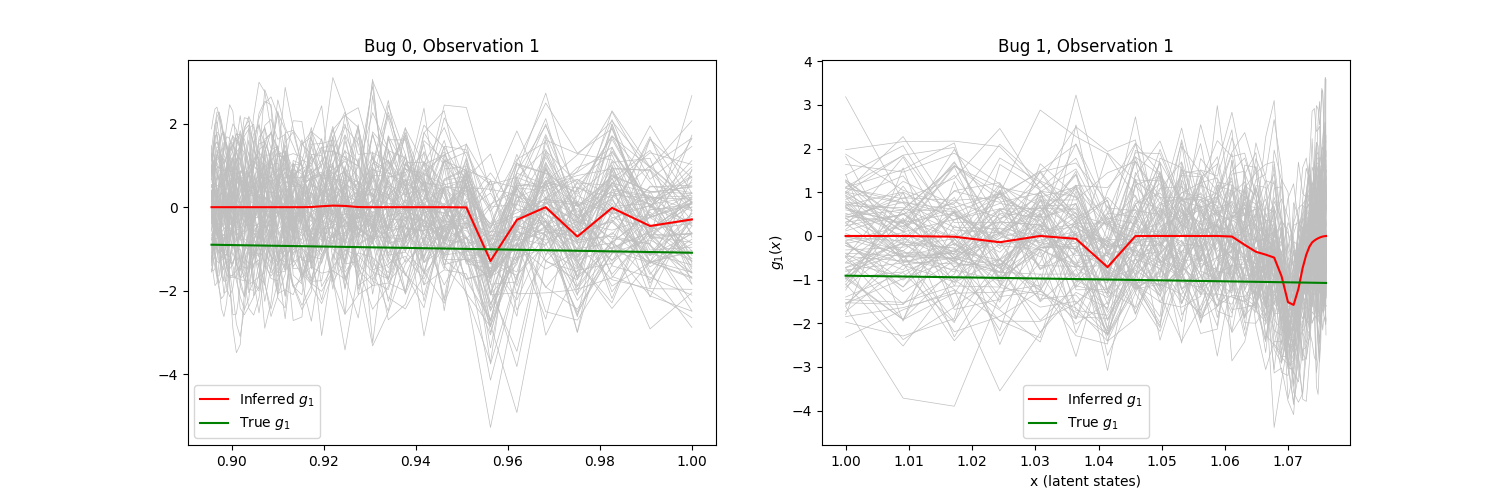 Bug 0, Observation 1
2
0
−2
−4
Inferred g₁
True g₁
0.90 0.92 0.94 0.96 0.98 1.00
Bug 1, Observation 1
4
3
2
1
0
−1
−2
−3
−4
g₁(x)
Inferred g₁
True g₁
1.00 1.01 1.02 1.03 1.04 1.05 1.06 1.07
x (latent states)